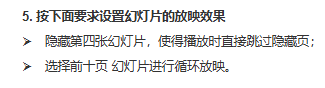 5. 按下面要求设置幻灯片的放映效果
➢ 隐藏第四张幻灯片，使得播放时直接跳过隐藏页；
➢ 选择前十页 幻灯片进行循环放映。